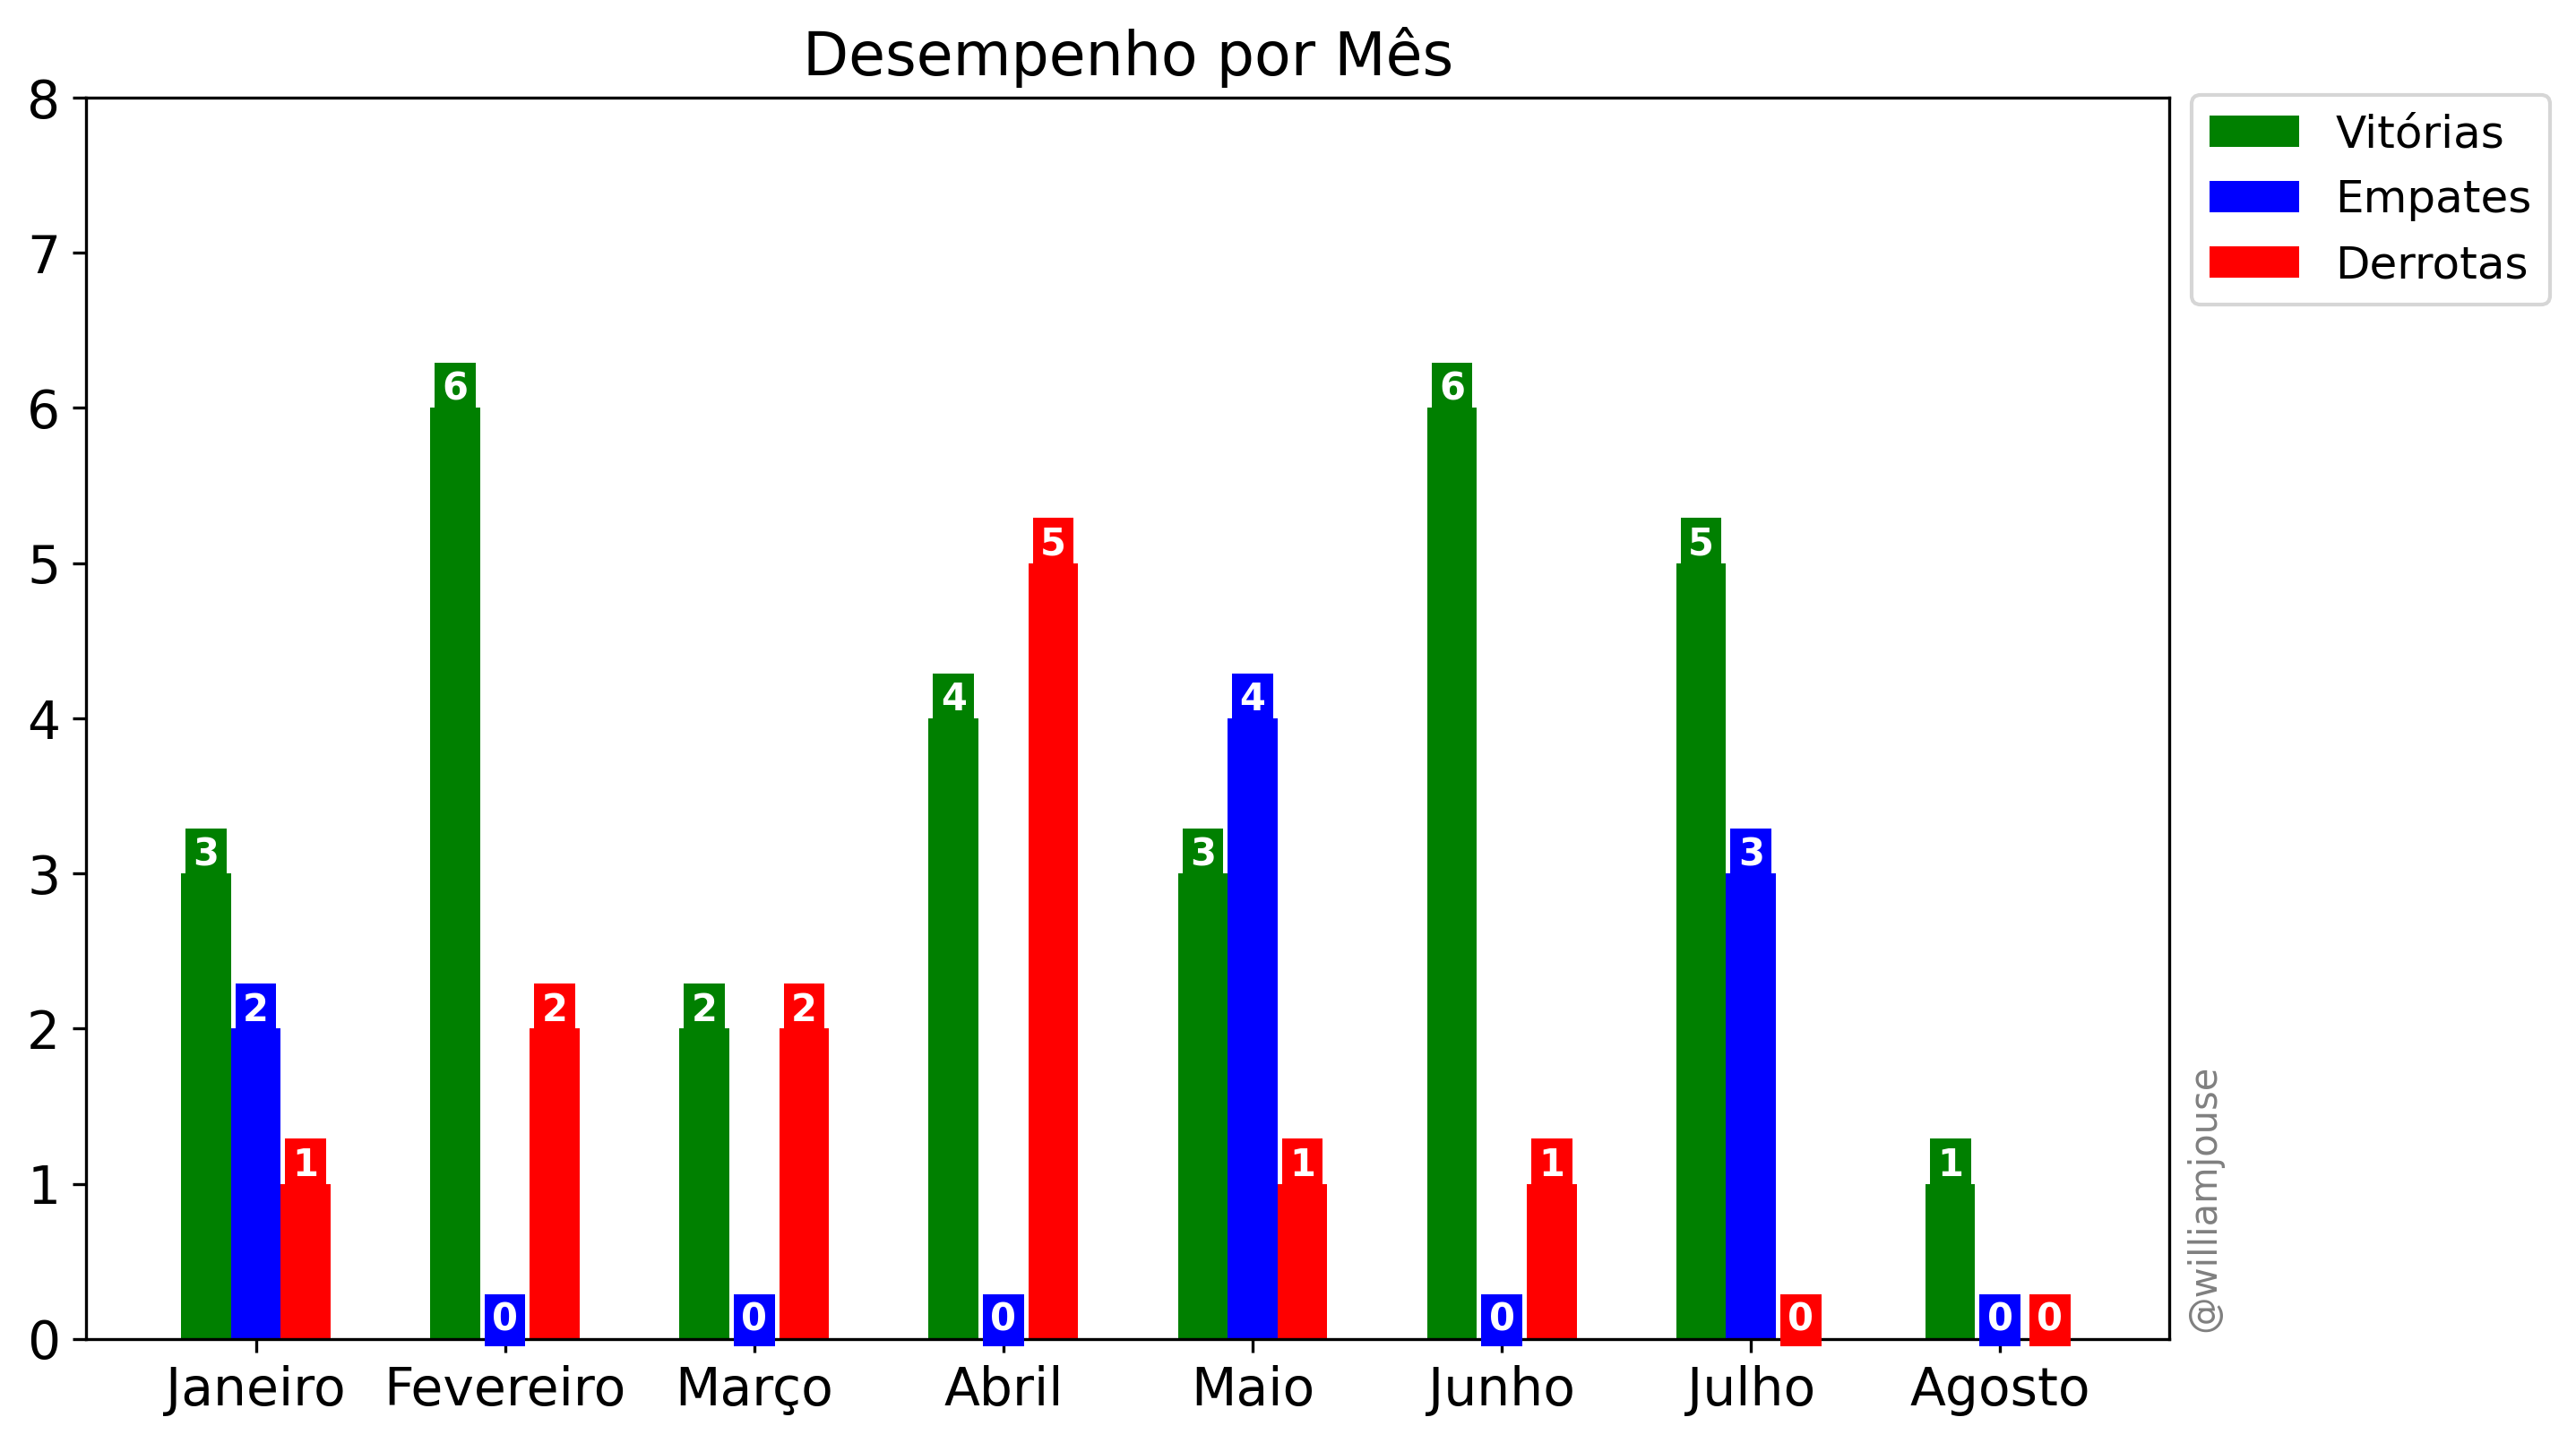 Desempenho por Mês
Vitórias
Empates
Derrotas
8
7
6
5
4
3
2
1
0
3 2 1
6 0 2
2 0 2
4 0 5
3 4 1
6 0 1
5 3 0
1 0 0
Janeiro Fevereiro Março Abril Maio Junho Julho Agosto
@williamjouse